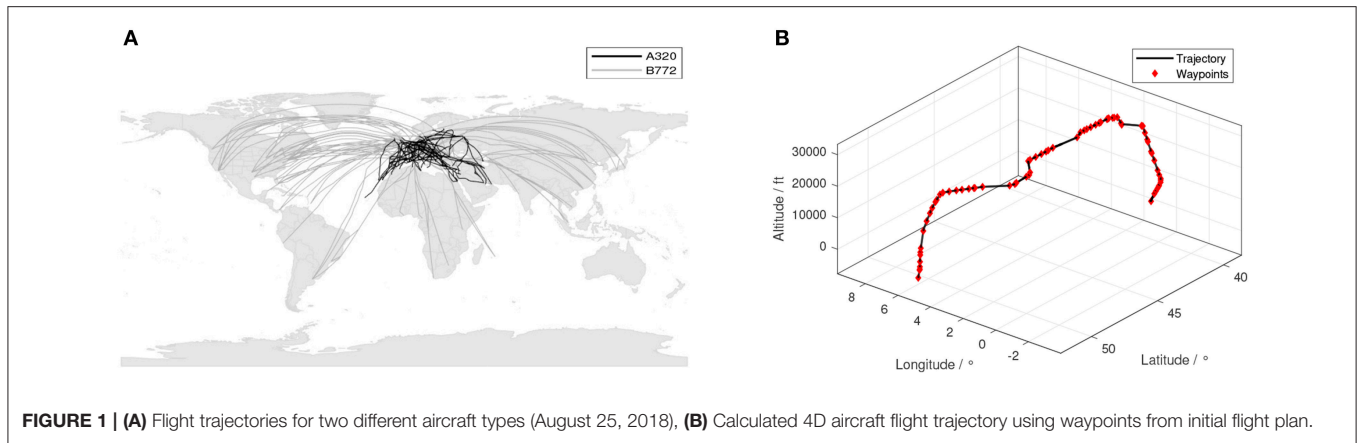 A
A320
B772
B
Trajectory
Waypoints
30000
20000
10000
0
Altitude / ft
8
6
4
2
0
-2
Longitude / °
50
45
40
Latitude / °
FIGURE 1 | (A) Flight trajectories for two different aircraft types (August 25, 2018), (B) Calculated 4D aircraft flight trajectory using waypoints from initial flight plan.